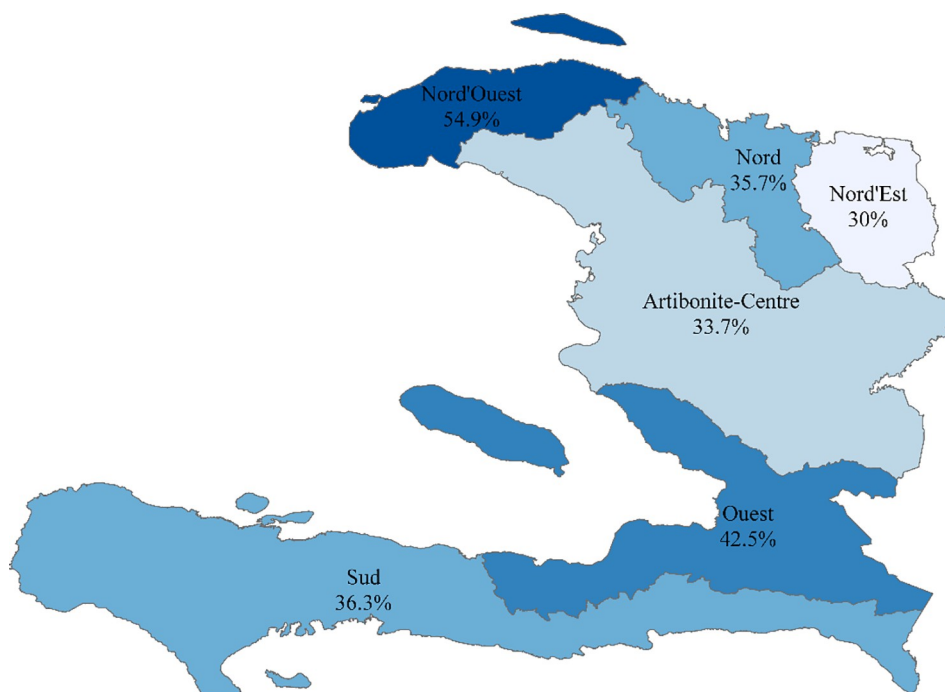 Nord'Ouest
54.9%
Nord
35.7%
Nord'Est
30%
Artibonite-Centre
33.7%
Ouest
42.5%
Sud
36.3%